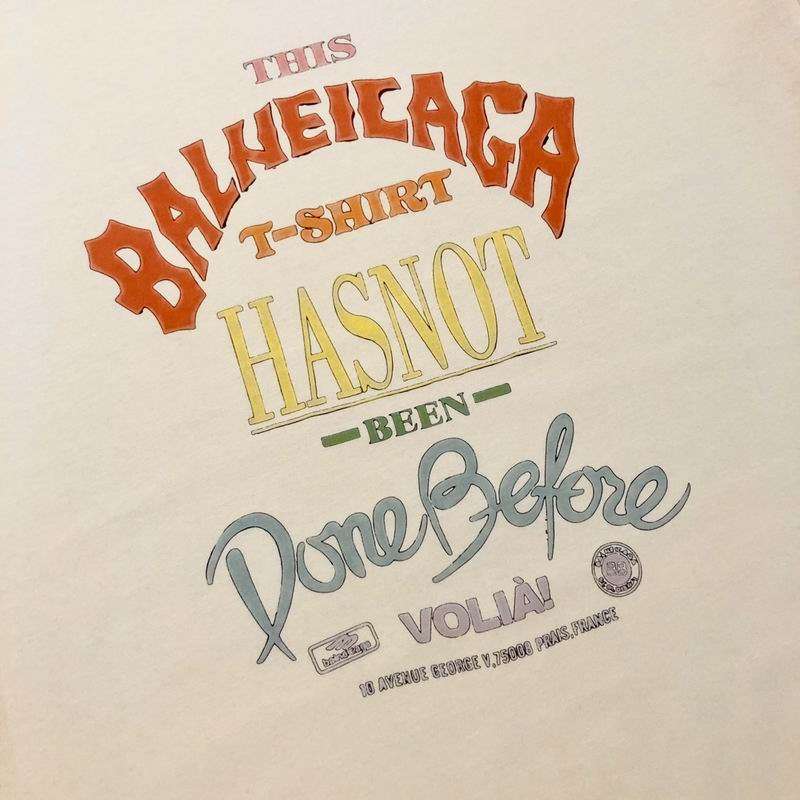 THIS
BALNEICAGA
T-SHIRT
HASNOT
BEEN
Done Before
VOLIÀ!
10 AVENUE GEORGE V,75008 PRAIS,FRANCE